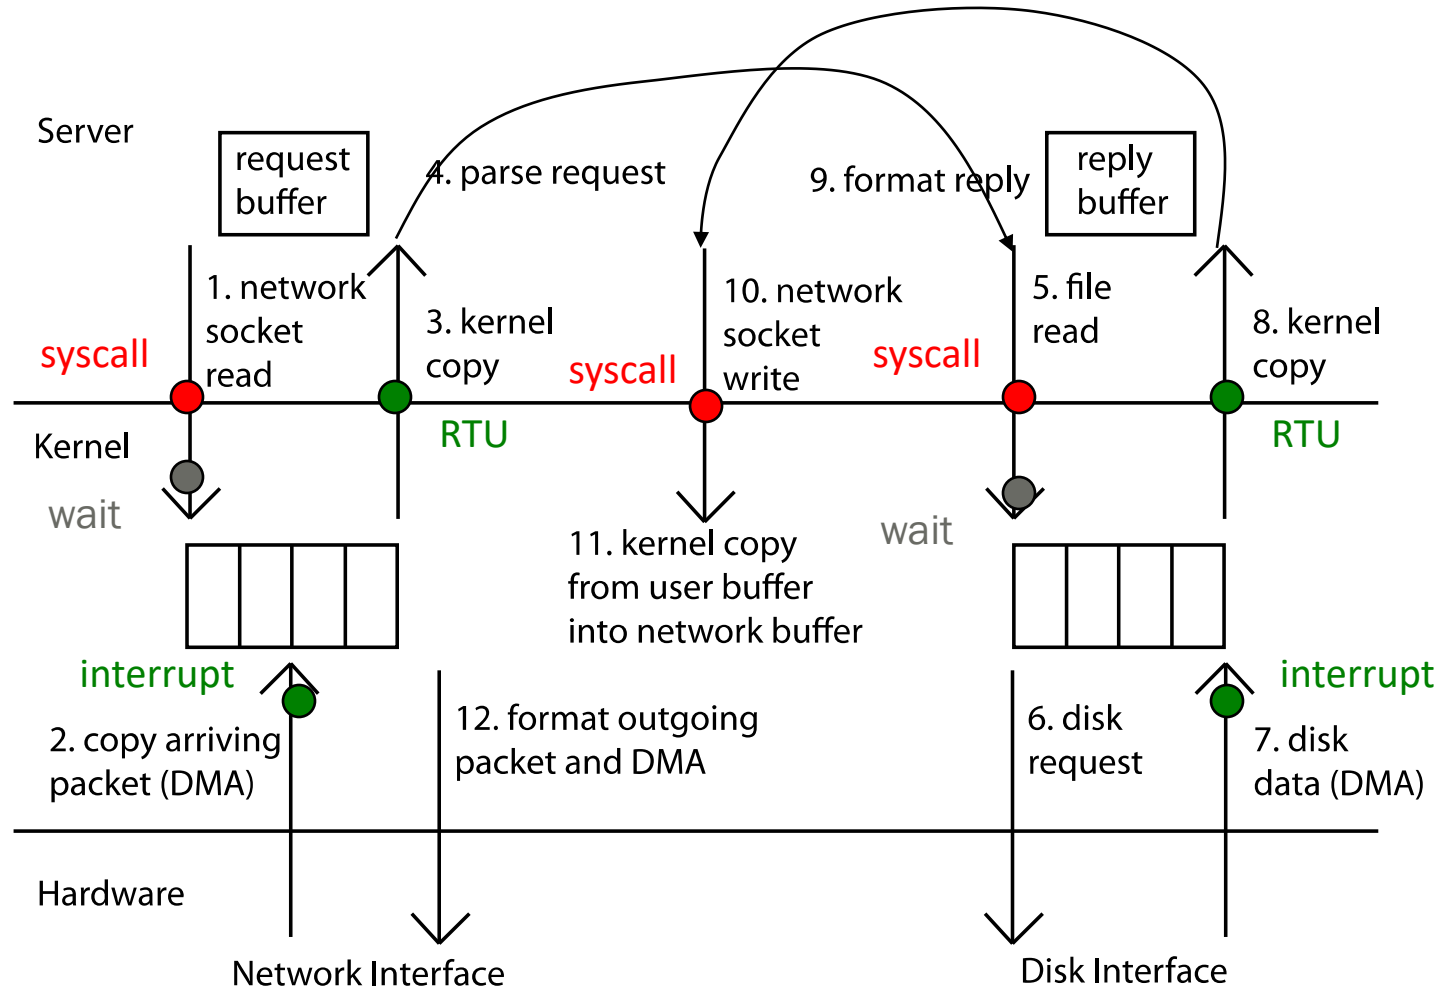 Server
request
buffer
4. parse request
9. format reply
reply
buffer
1. network
socket
read
3. kernel
copy
10. network
socket
write
5. file
read
8. kernel
copy
syscall
syscall
syscall
RTU
RTU
Kernel
wait
wait
11. kernel copy
from user buffer
into network buffer
interrupt
interrupt
2. copy arriving
packet (DMA)
12. format outgoing
packet and DMA
6. disk
request
7. disk
data (DMA)
Hardware
Network Interface
Disk Interface